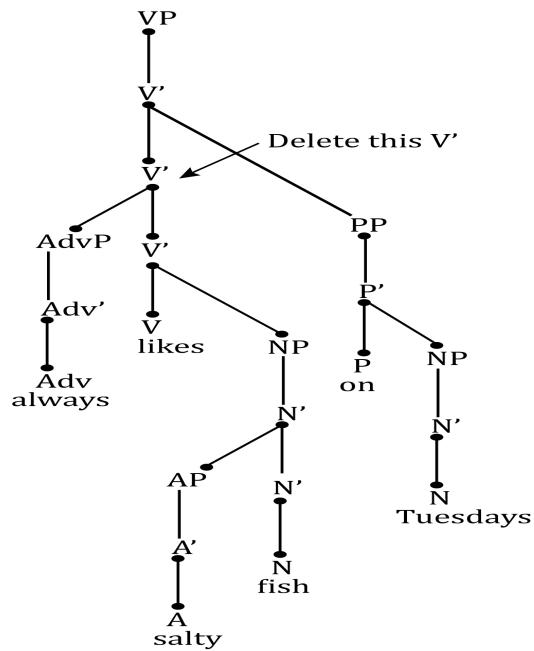 VP
V’
Delete this V’
V’
PP
AdvP
V’
P’
Adv’
V
likes
NP
P
on
NP
Adv
always
N’
N’
AP
N’
N
Tuesdays
A’
N
fish
A
salty